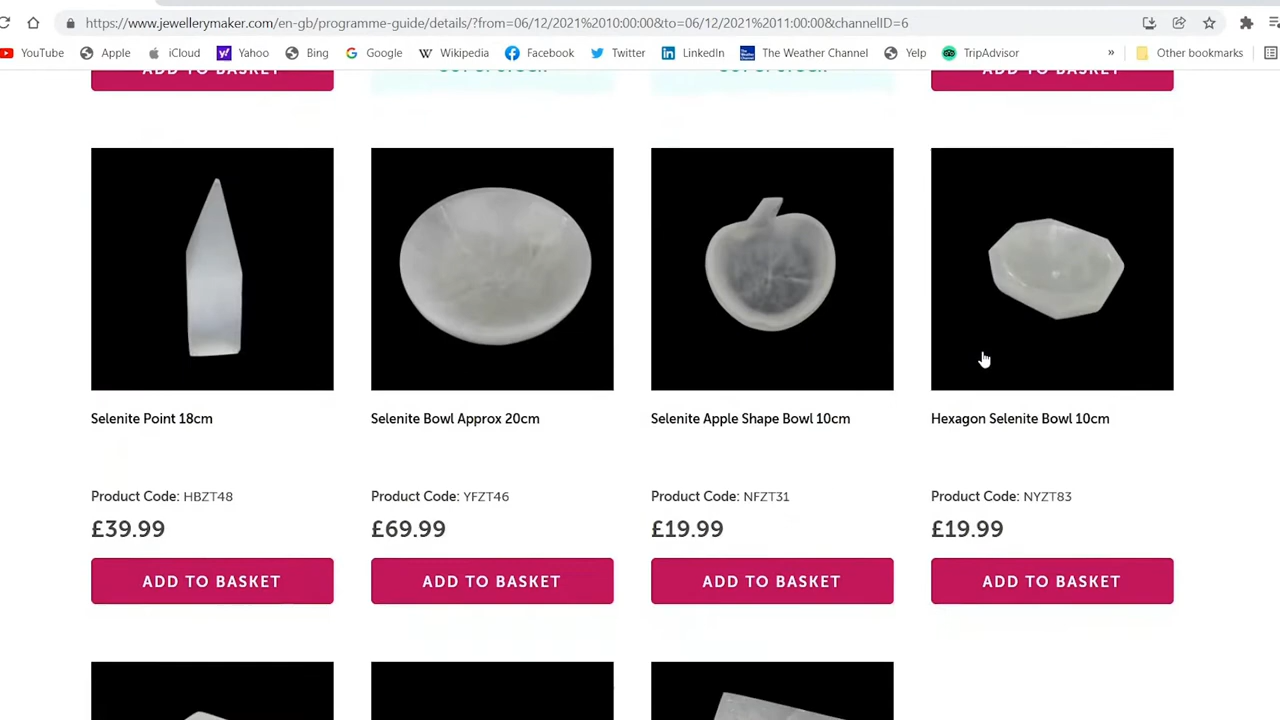 https://www.jewellerymaker.com/en-gb/programme-guide/details/?from=06/12/2021%2010:00:00&to=06/12/2021%2011:00:00&channelID=6
YouTube Apple iCloud Yahoo Bing Google Wikipedia Facebook Twitter LinkedIn The Weather Channel Yelp TripAdvisor » Other bookmarks
ADD TO BASKET ADD TO BASKET
Selenite Point 18cm Selenite Bowl Approx 20cm Selenite Apple Shape Bowl 10cm Hexagon Selenite Bowl 10cm
Product Code: HBZT48 Product Code: YFZT46 Product Code: NFZT31 Product Code: NYZT83
£39.99 £69.99 £19.99 £19.99
ADD TO BASKET ADD TO BASKET ADD TO BASKET ADD TO BASKET